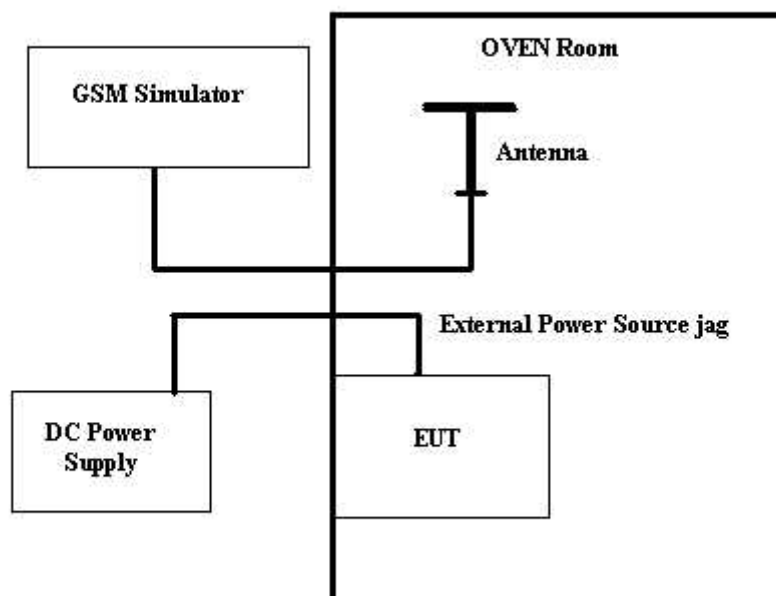 OVEN Room
GSM Simulator
Antenna
External Power Source jag
DC Power
Supply
EUT